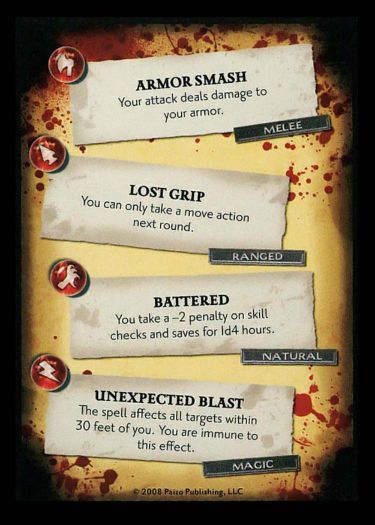 ARMOR SMASH
Your attack deals damage to
your armor.
MELEE
LOST GRIP
You can only take a move action
next round.
RANGED
BATTERED
You take a –2 penalty on skill
checks and saves for 1d4 hours.
NATURAL
UNEXPECTED BLAST
The spell affects all targets within
30 feet of you. You are immune to
this effect.
MAGIC
© 2008 Paizo Publishing, LLC